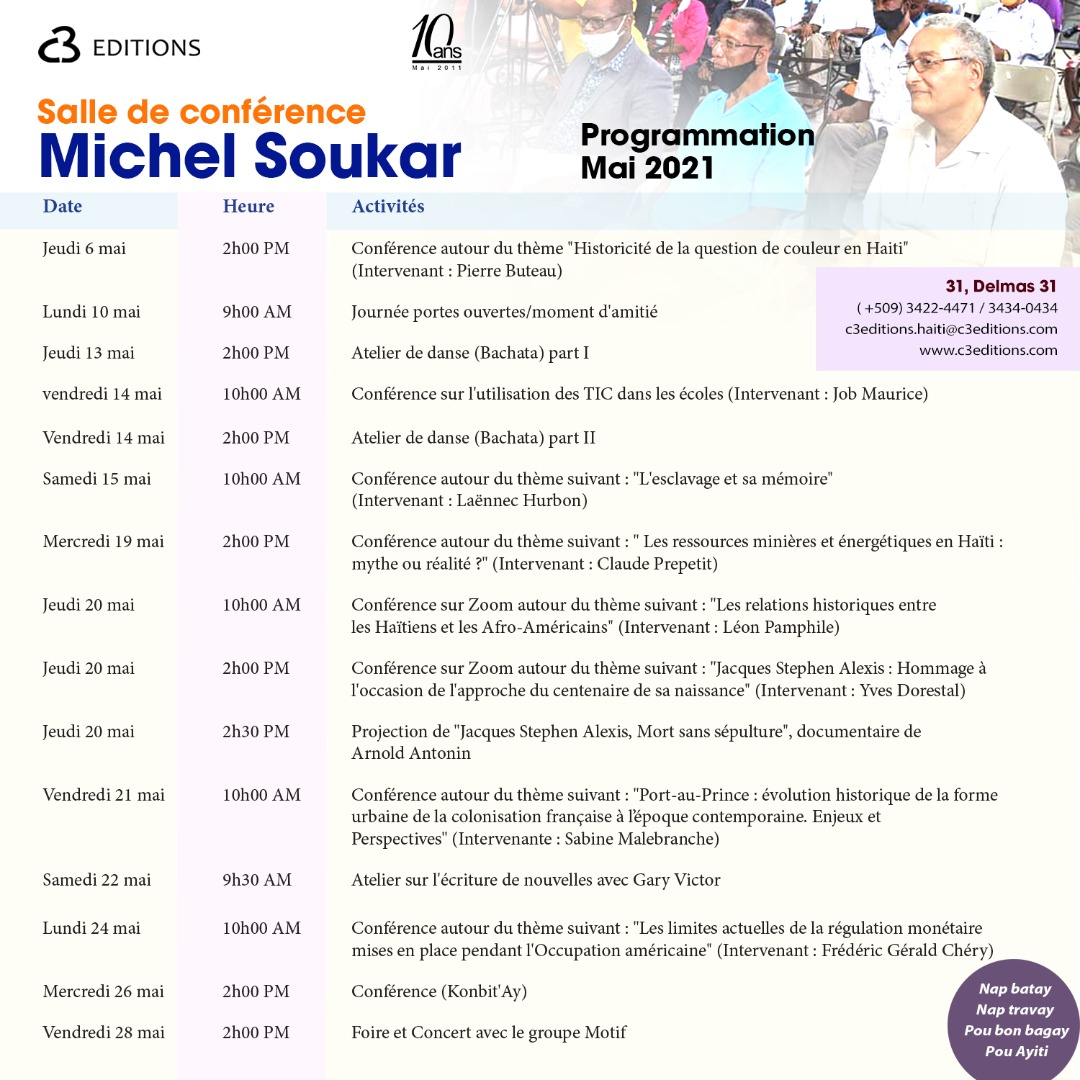 C3 EDITIONS
10 ans
Mai 2011
Salle de conférence
Michel Soukar
Programmation
Mai 2021
Date Heure Activités
Jeudi 6 mai 2h00 PM Conférence autour du thème "Historicité de la question de couleur en Haiti"
(Intervenant : Pierre Buteau)
31, Delmas 31
( +509) 3422-4471 / 3434-0434
c3editions.haiti@c3editions.com
www.c3editions.com
Lundi 10 mai 9h00 AM Journée portes ouvertes/moment d'amitié
Jeudi 13 mai 2h00 PM Atelier de danse (Bachata) part I
vendredi 14 mai 10h00 AM Conférence sur l'utilisation des TIC dans les écoles (Intervenant : Job Maurice)
Vendredi 14 mai 2h00 PM Atelier de danse (Bachata) part II
Samedi 15 mai 10h00 AM Conférence autour du thème suivant : "L'esclavage et sa mémoire"
(Intervenant : Laënnec Hurbon)
Mercredi 19 mai 2h00 PM Conférence autour du thème suivant : " Les ressources minières et énergétiques en Haïti :
mythe ou réalité ?" (Intervenant : Claude Prepetit)
Jeudi 20 mai 10h00 AM Conférence sur Zoom autour du thème suivant : "Les relations historiques entre
les Haïtiens et les Afro-Américains" (Intervenant : Léon Pamphile)
Jeudi 20 mai 2h00 PM Conférence sur Zoom autour du thème suivant : "Jacques Stephen Alexis : Hommage à
l'occasion de l'approche du centenaire de sa naissance" (Intervenant : Yves Dorestal)
Jeudi 20 mai 2h30 PM Projection de "Jacques Stephen Alexis, Mort sans sépulture", documentaire de
Arnold Antonin
Vendredi 21 mai 10h00 AM Conférence autour du thème suivant : "Port-au-Prince : évolution historique de la forme
urbaine de la colonisation française à l'époque contemporaine. Enjeux et
Perspectives" (Intervenante : Sabine Malebranche)
Samedi 22 mai 9h30 AM Atelier sur l'écriture de nouvelles avec Gary Victor
Lundi 24 mai 10h00 AM Conférence autour du thème suivant : "Les limites actuelles de la régulation monétaire
mises en place pendant l'Occupation américaine" (Intervenant : Frédéric Gérald Chéry)
Mercredi 26 mai 2h00 PM Conférence (Konbit'Ay)
Vendredi 28 mai 2h00 PM Foire et Concert avec le groupe Motif
Nap batay
Nap travay
Pou bon bagay
Pou Ayiti